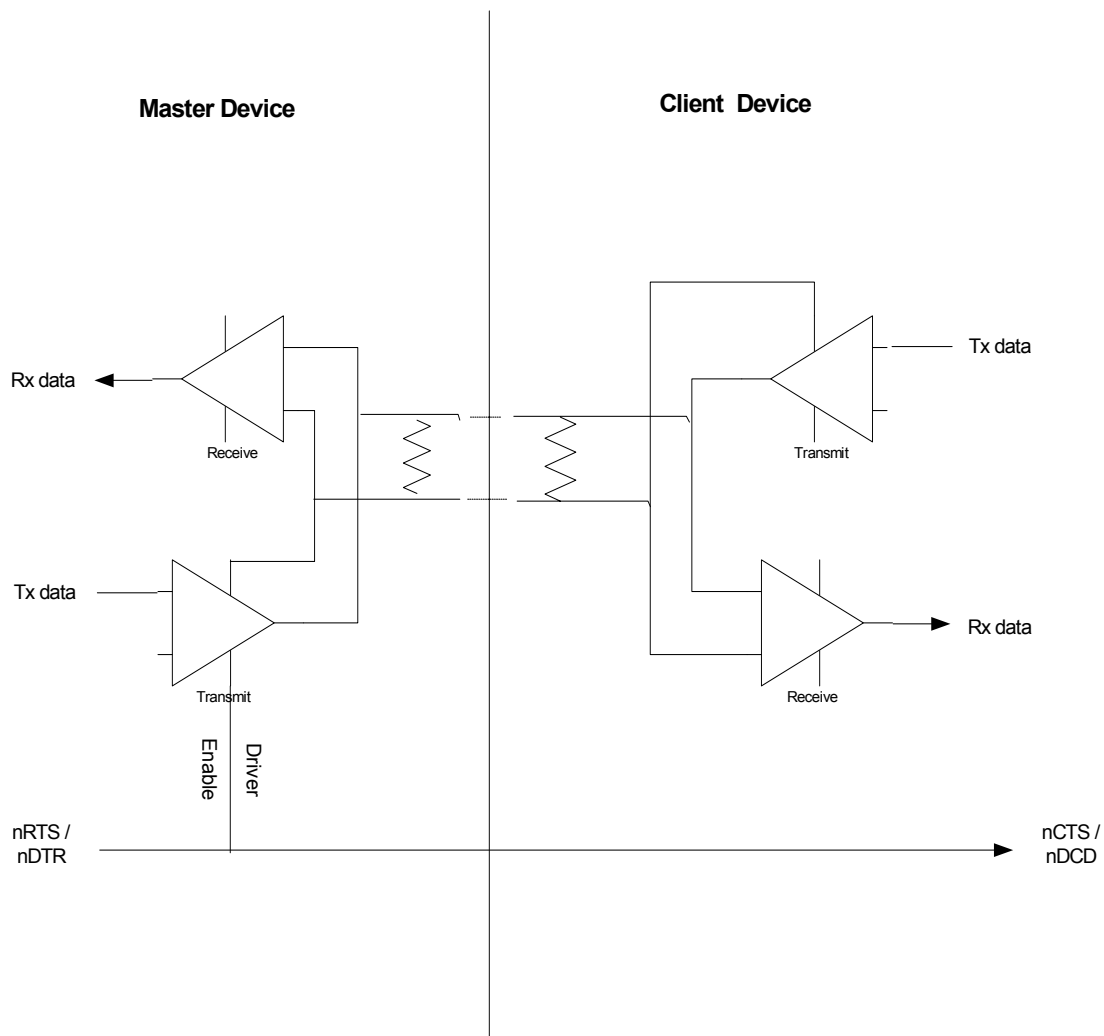 Master Device
Client Device
Rx data
Receive
Tx data
Transmit
Tx data
Transmit
Rx data
Receive
Driver
Enable
nRTS /
nDTR
nCTS /
nDCD